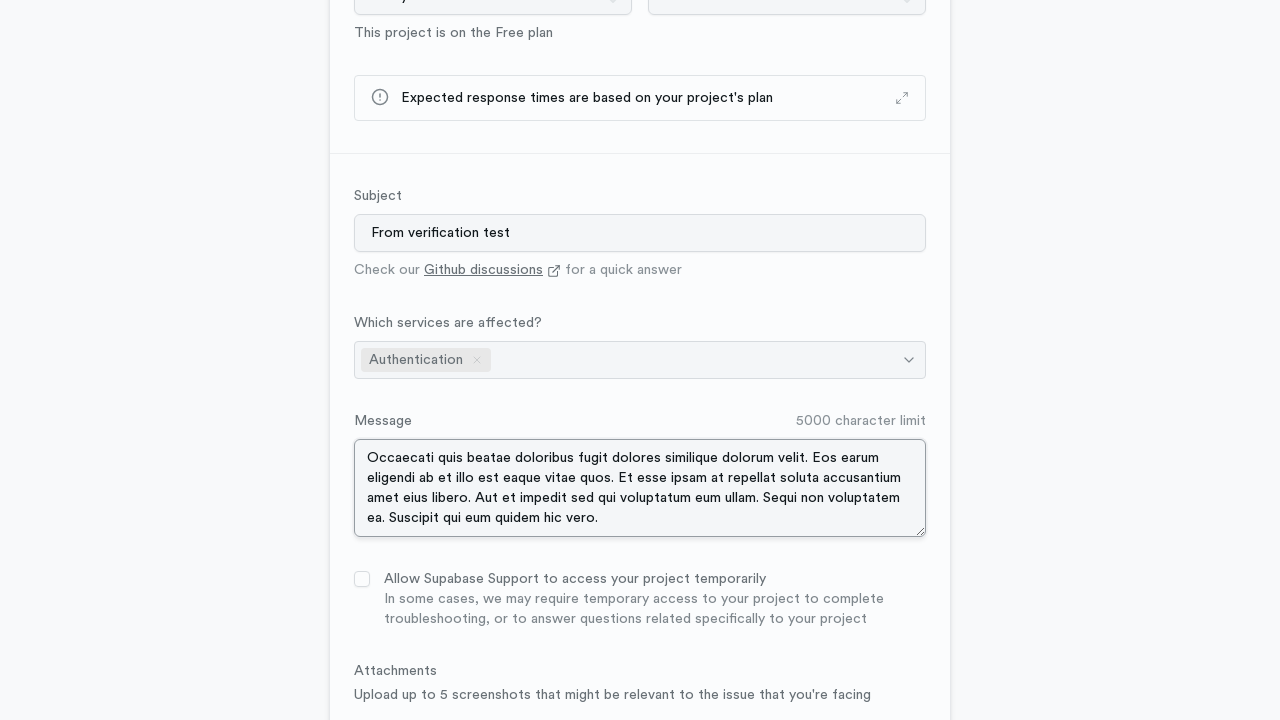 This project is on the Free plan
Expected response times are based on your project's plan
Subject
From verification test
Check our Github discussions for a quick answer
Which services are affected?
Authentication
Message
5000 character limit
Occaecati quis beatae doloribus fugit dolores similique dolorum velit. Eos earum
eligendi ab et illo est eaque vitae quos. Et esse ipsam at repellat soluta accusantium
amet eius libero. Aut et impedit sed qui voluptatum eum ullam. Sequi non voluptatem
ea. Suscipit qui eum quidem hic vero.
Allow Supabase Support to access your project temporarily
In some cases, we may require temporary access to your project to complete
troubleshooting, or to answer questions related specifically to your project
Attachments
Upload up to 5 screenshots that might be relevant to the issue that you're facing